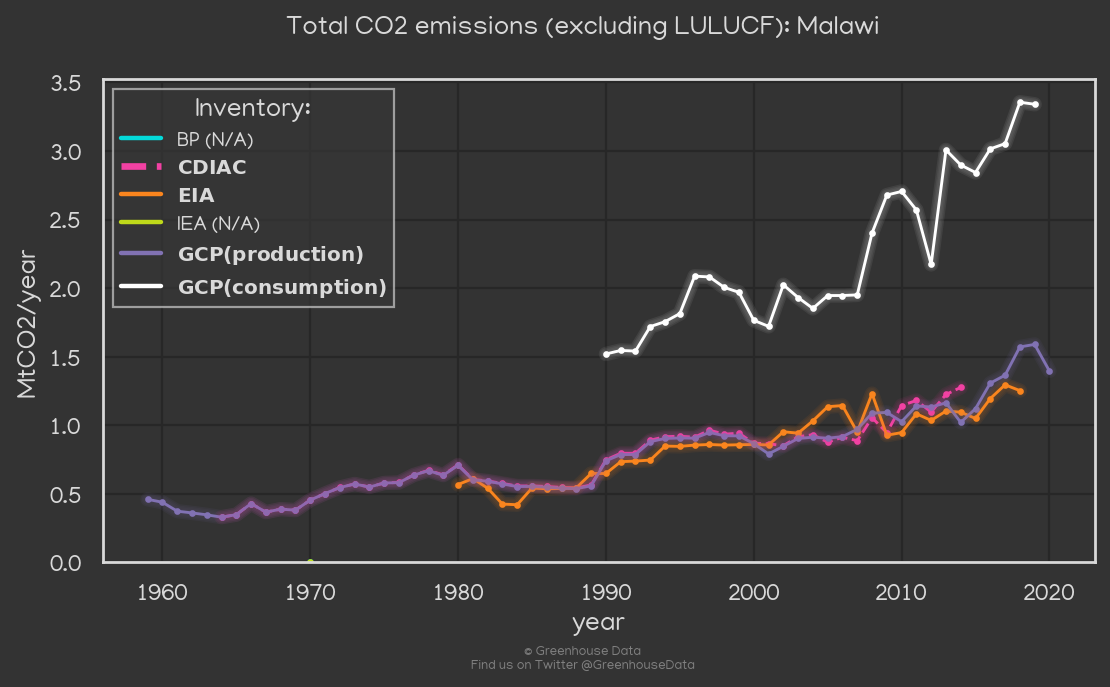 Total CO2 emissions (excluding LULUCF): Malawi
3.5
3.0
2.5
2.0
1.5
1.0
0.5
0.0
MtCO2/year
Inventory:
BP (N/A)
CDIAC
EIA
IEA (N/A)
GCP(production)
GCP(consumption)
1960 1970 1980 1990 2000 2010 2020
year
© Greenhouse Data
Find us on Twitter @GreenhouseData